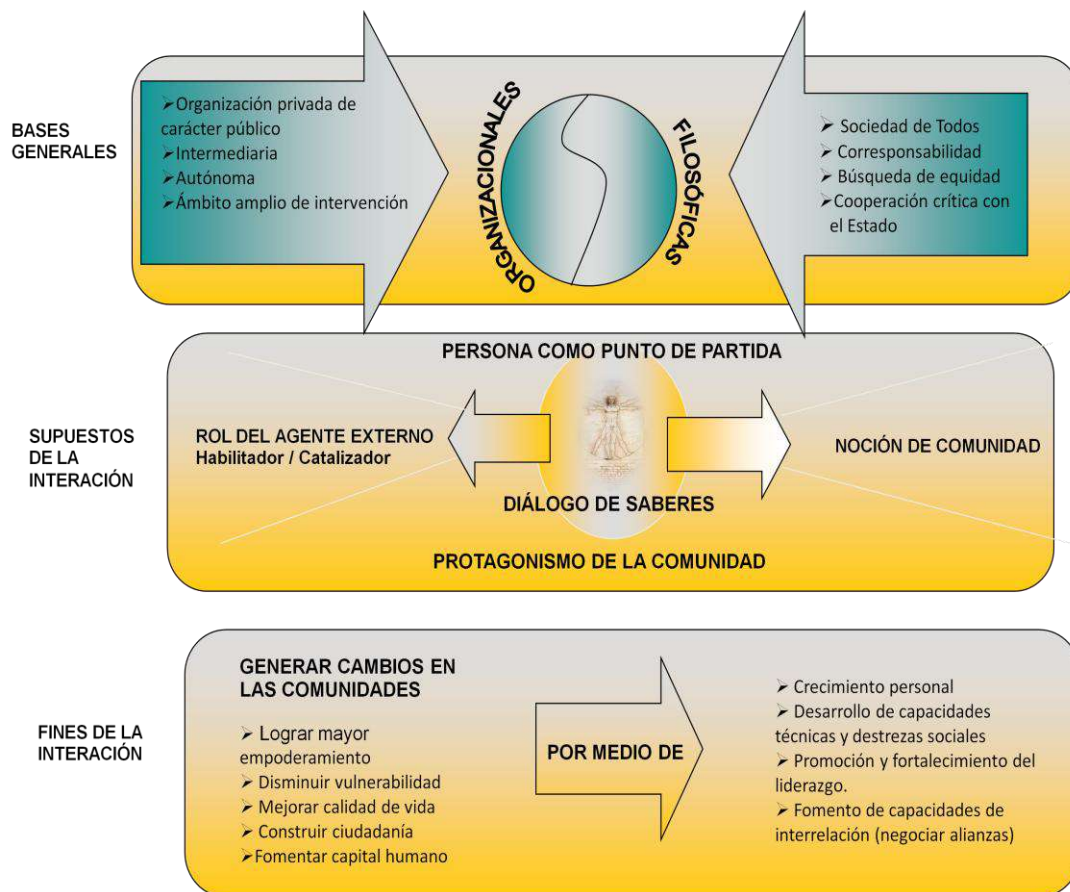 BASES
GENERALES
➢Organización privada de
carácter público
➢Intermediaria
➢Autónoma
➢Ámbito amplio de intervención
ORGANIZACIONALES
FILOSÓFICAS
➢ Sociedad de Todos
➢ Corresponsabilidad
➢ Búsqueda de equidad
➢Cooperación crítica con
el Estado
SUPUESTOS
DE LA
INTERACIÓN
PERSONA COMO PUNTO DE PARTIDA
ROL DEL AGENTE EXTERNO
Habilitador / Catalizador
NOCIÓN DE COMUNIDAD
DIÁLOGO DE SABERES
PROTAGONISMO DE LA COMUNIDAD
FINES DE LA
INTERACIÓN
GENERAR CAMBIOS EN
LAS COMUNIDADES
➢ Lograr mayor
empoderamiento
➢ Disminuir vulnerabilidad
➢ Mejorar calidad de vida
➢ Construir ciudadanía
➢Fomentar capital humano
POR MEDIO DE
➢ Crecimiento personal
➢ Desarrollo de capacidades
técnicas y destrezas sociales
➢ Promoción y fortalecimiento del
liderazgo.
➢ Fomento de capacidades de
interrelación (negociar alianzas)